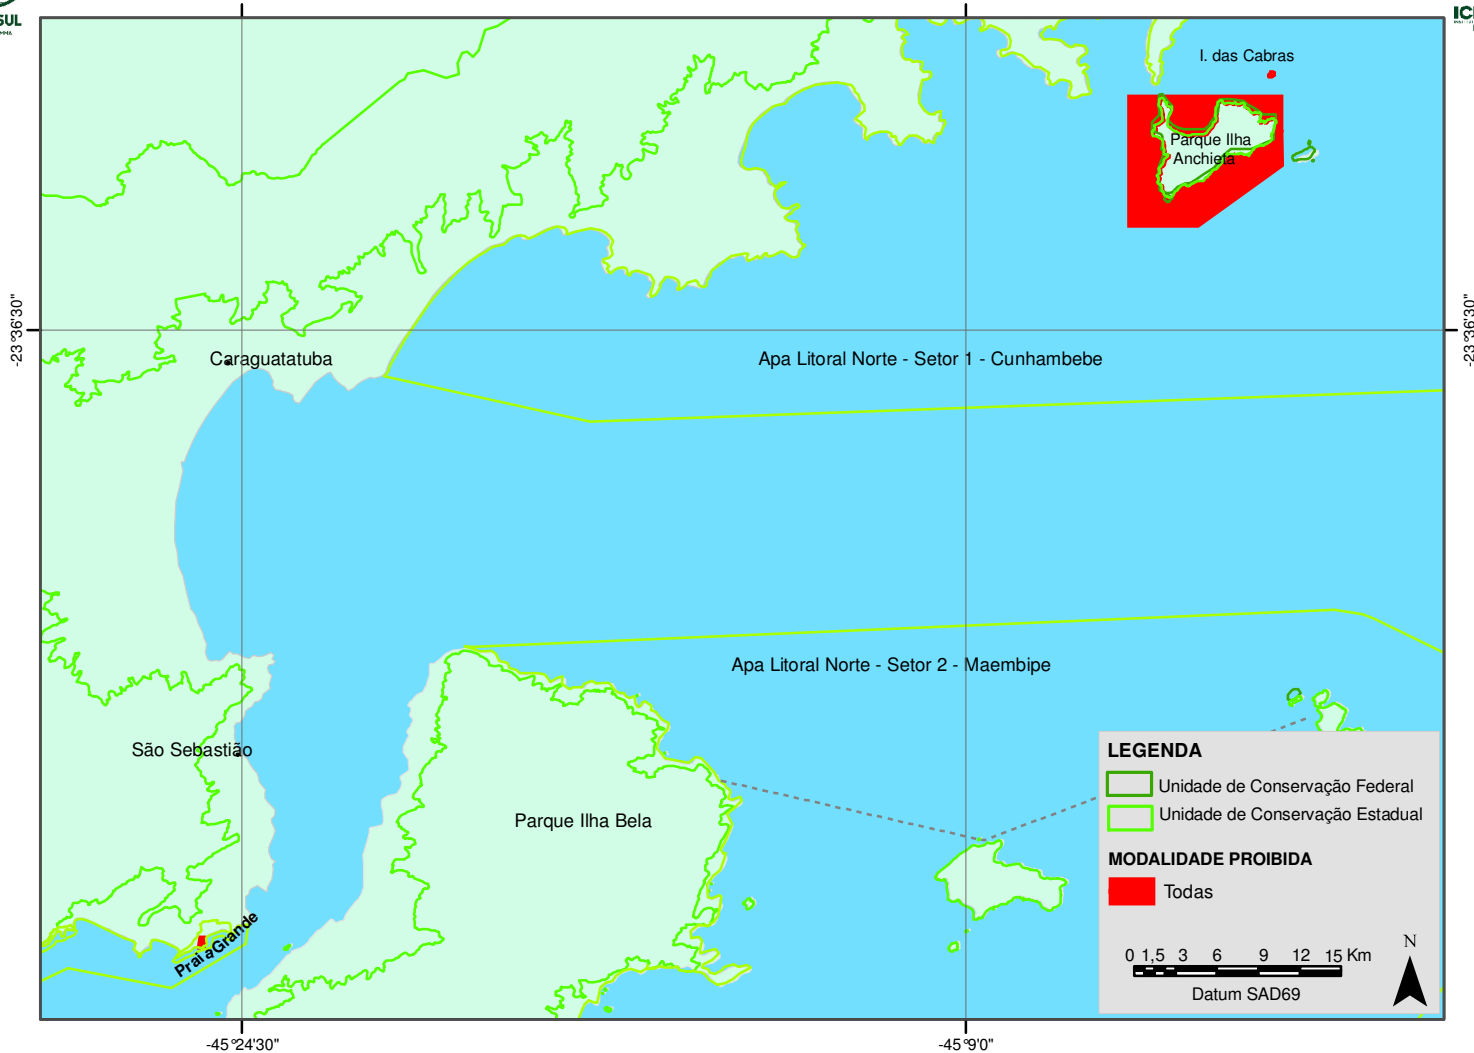 SUL
ICI
I. das Cabras
Parque Ilha
Anchieta
-23°36'30"
-23°36'30"
Caraguatatuba
Apa Litoral Norte - Setor 1 - Cunhambebe
Apa Litoral Norte - Setor 2 - Maembipe
São Sebastião
Parque Ilha Bela
Praia Grande
LEGENDA
Unidade de Conservação Federal
Unidade de Conservação Estadual
MODALIDADE PROIBIDA
Todas
0 1,5 3 6 9 12 15 Km
Datum SAD69
N
-45°24'30"
-45°9'0"